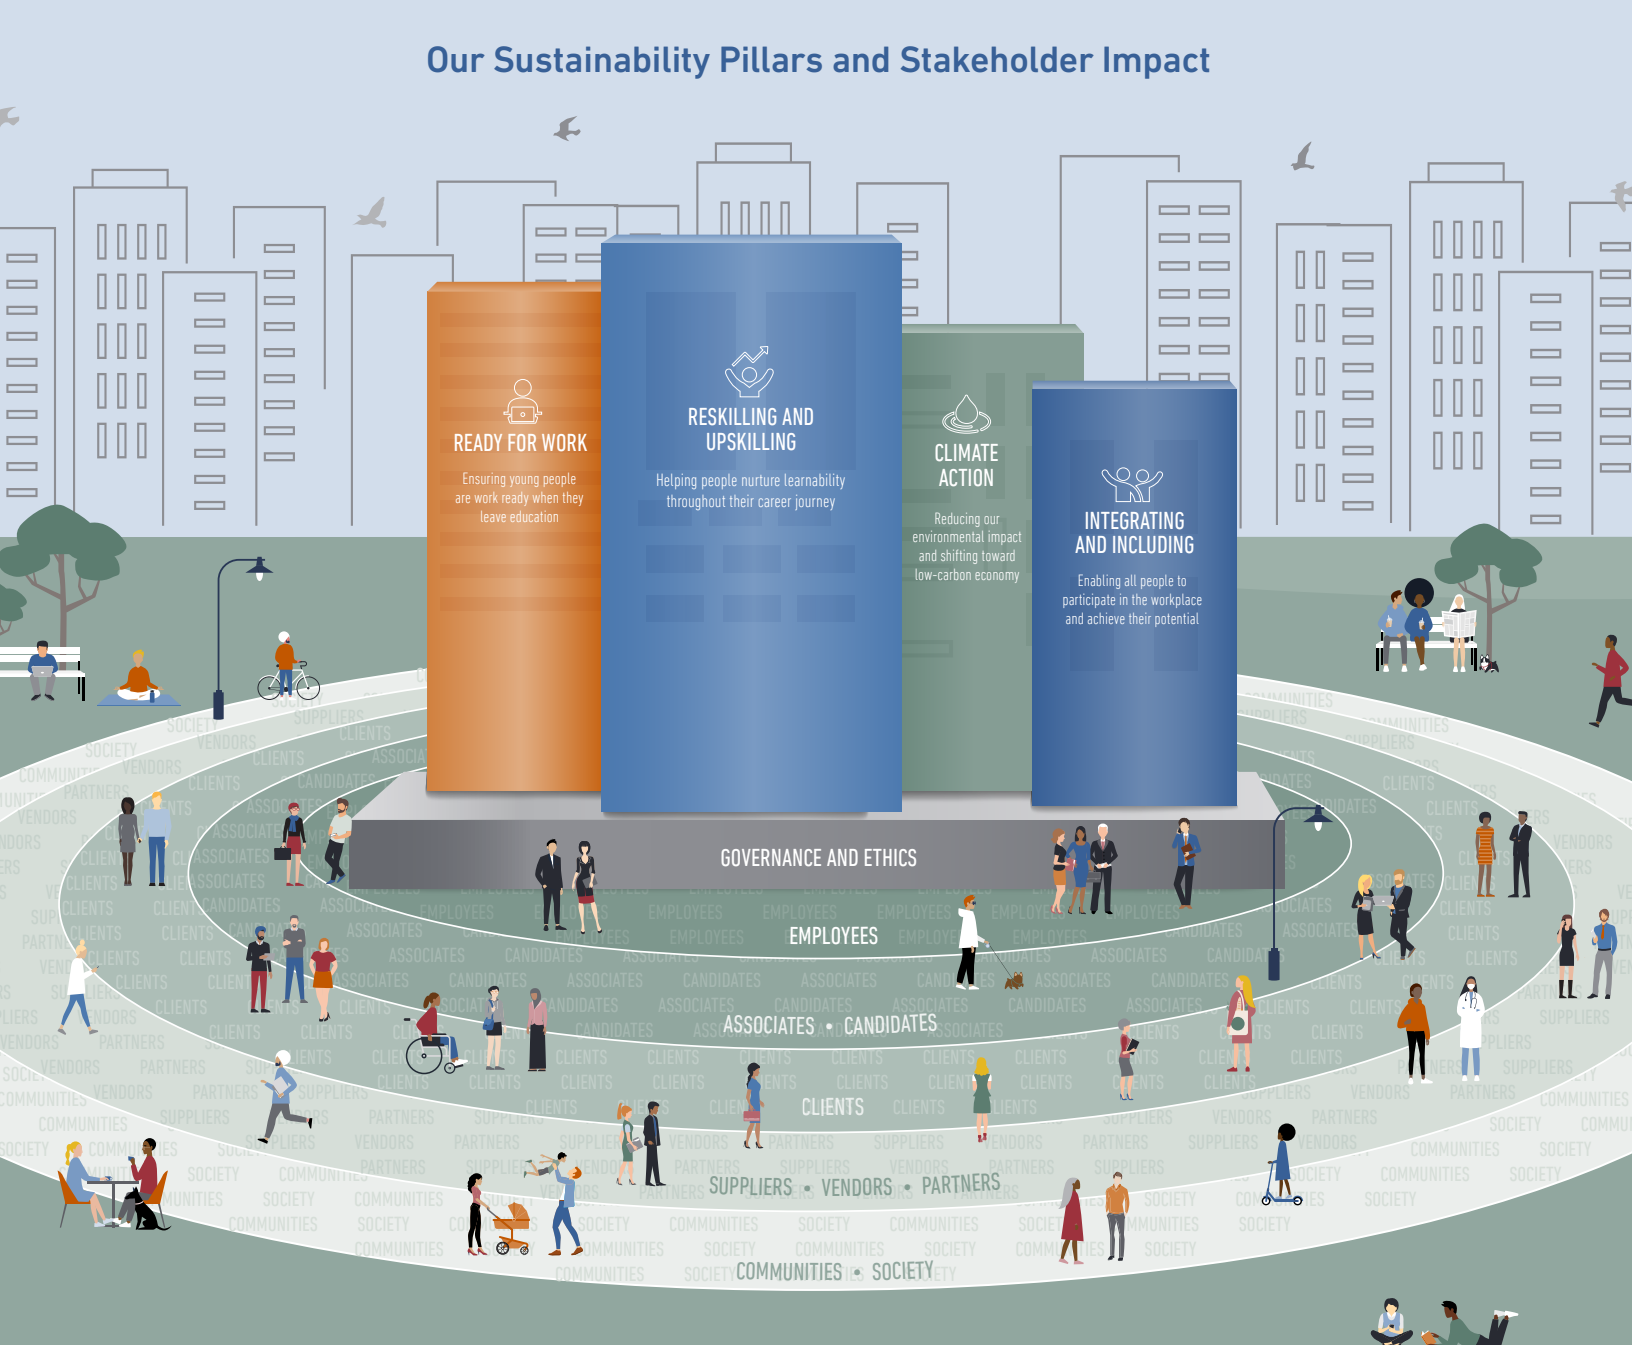 Our Sustainability Pillars and Stakeholder Impact
READY FOR WORK
Ensuring young people
are work ready when they
leave education
RESKILLING AND
UPSKILLING
Helping people nurture learnability
throughout their career journey
CLIMATE
ACTION
Reducing our
environmental impact
and shifting toward
low-carbon economy
INTEGRATING
AND INCLUDING
Enabling all people to
participate in the workplace
and achieve their potential
GOVERNANCE AND ETHICS
EMPLOYEES
ASSOCIATES • CANDIDATES
CLIENTS
SUPPLIERS • VENDORS • PARTNERS
COMMUNITIES • SOCIETY